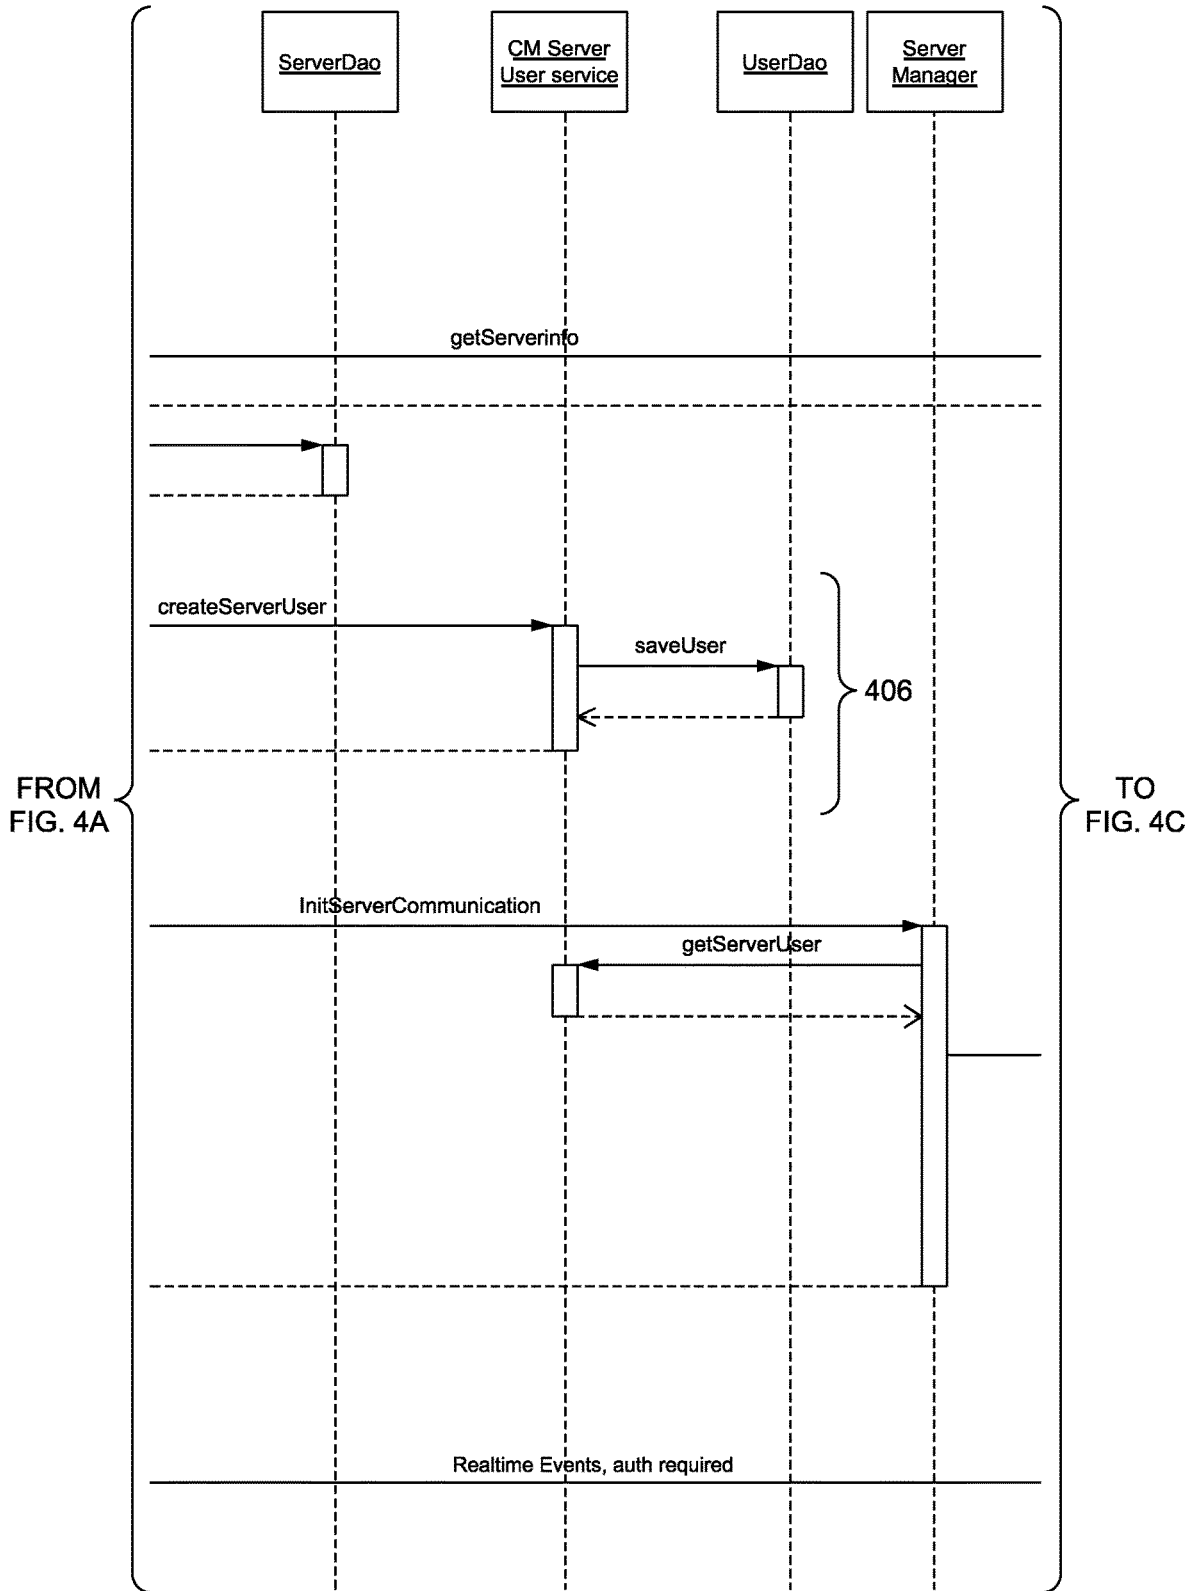 ServerDao
CM Server
User service
UserDao
Server
Manager
getServerinfo
createServerUser
saveUser
406
FROM
FIG. 4A
TO
FIG. 4C
InitServerCommunication
getServerUser
Realtime Events, auth required